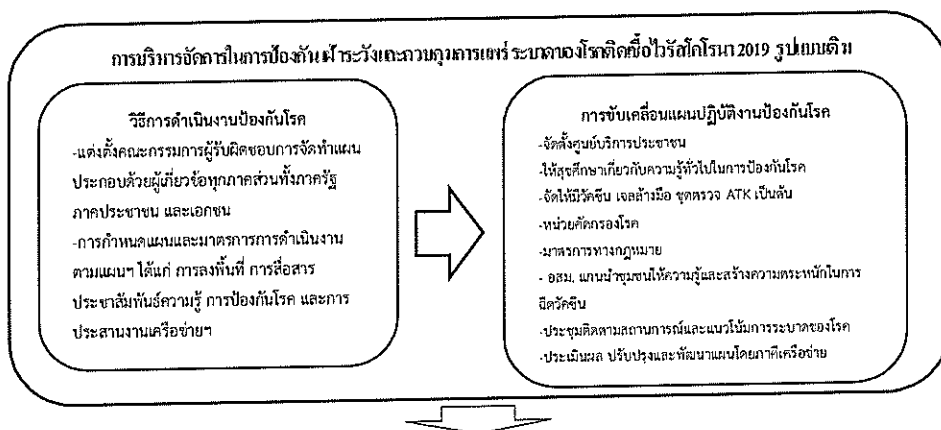 การบริหารจัดการในการป้องกัน เฝ้าระวังและควบคุมการแพร่ ระบาดของโรคติดเชื้อไวรัสโคโรนา 2019 รูปแบบเดิม
วิธีการดำเนินงานป้องกันโรค
-แต่งตั้งคณะกรรมการผู้รับผิดชอบการจัดทำแผน
ประกอบด้วยผู้เกี่ยวข้อทุกภาคส่วนทั้งภาครัฐ
ภาคประชาชน และเอกชน
-การกำหนดแผนและมาตรการการดำเนินงาน
ตามแผนฯ ได้แก่ การลงพื้นที่ การสื่อสาร
ประชาสัมพันธ์ความรู้ การป้องกันโรค และการ
ประสานงานเครือข่ายฯ
การขับเคลื่อนแผนปฏิบัติงานป้องกันโรค
-จัดตั้งศูนย์บริการประชาชน
-ให้สุขศึกษาเกี่ยวกับความรู้ทั่วไปในการป้องกันโรค
-จัดให้มีวัคซีน เจลล้างมือ ชุดตรวจ ATK เป็นต้น
-หน่วยคัดกรองโรค
-มาตรการทางกฎหมาย
- อสม. แกนนำชุมชนให้ความรู้และสร้างความตระหนักในการ
ฉีดวัคซีน
-ประชุมติดตามสถานการณ์และแนวโน้มการระบาดของโรค
-ประเมินผล ปรับปรุงและพัฒนาแผนโดยภาคีเครือข่าย